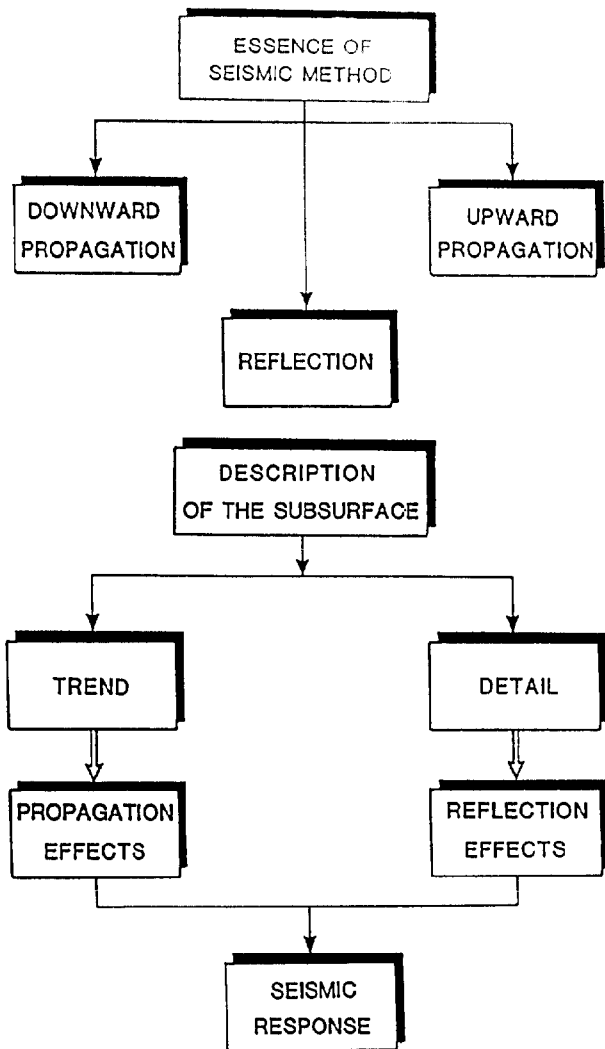 ESSENCE OF
SEISMIC METHOD
DOWNWARD
PROPAGATION
UPWARD
PROPAGATION
REFLECTION
DESCRIPTION
OF THE SUBSURFACE
TREND
DETAIL
PROPAGATION
EFFECTS
REFLECTION
EFFECTS
SEISMIC
RESPONSE